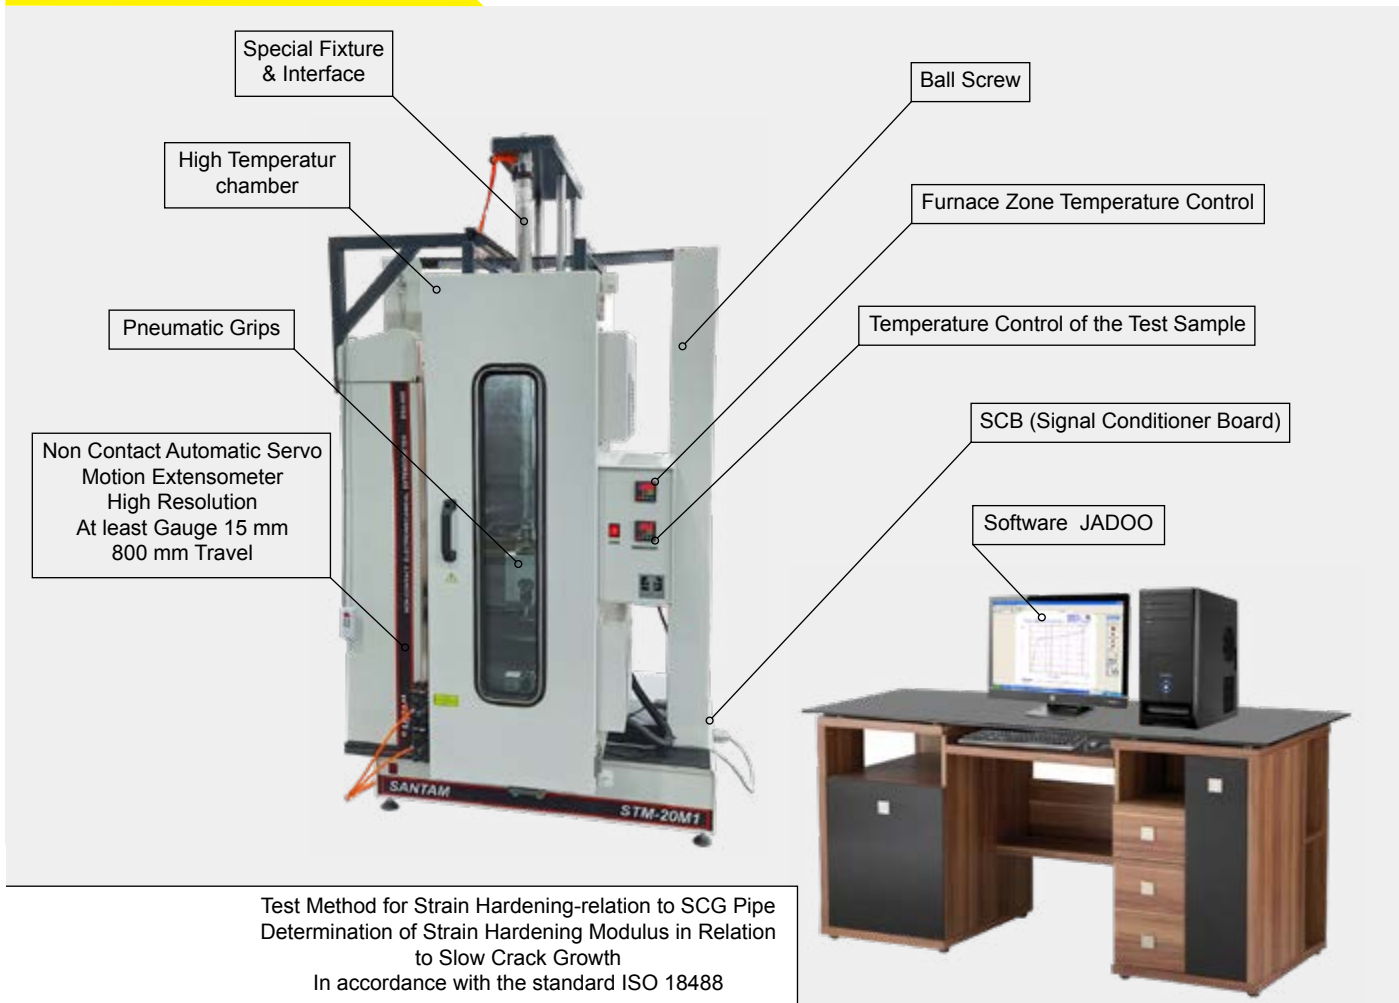 Special Fixture
& Interface
Ball Screw
High Temperatur
chamber
Furnace Zone Temperature Control
Pneumatic Grips
Temperature Control of the Test Sample
SCB (Signal Conditioner Board)
Non Contact Automatic Servo
Motion Extensometer
High Resolution
At least Gauge 15 mm
800 mm Travel
Software JADOO
SANTAM
STM-20M1
Test Method for Strain Hardening-relation to SCG Pipe
Determination of Strain Hardening Modulus in Relation
to Slow Crack Growth
In accordance with the standard ISO 18488